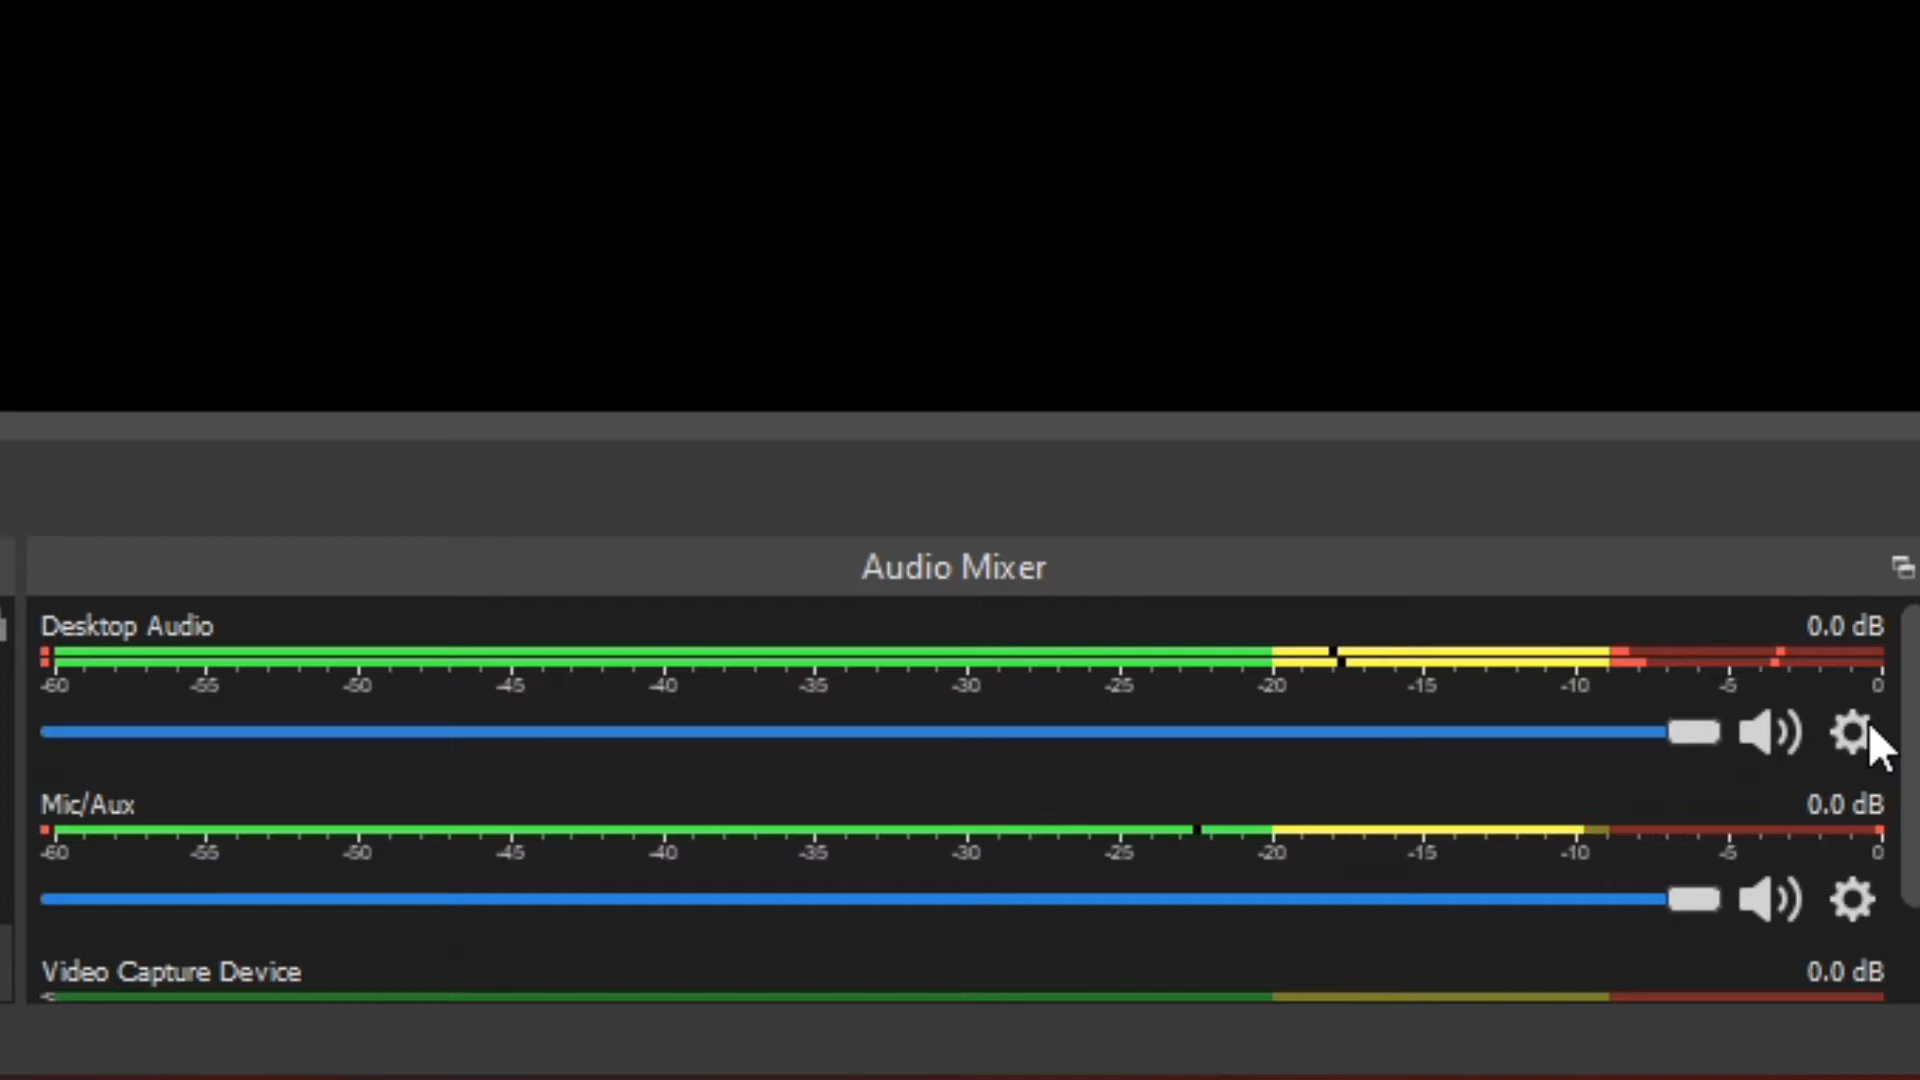 Audio Mixer
Desktop Audio 0.0 dB
-60 -55 -50 -45 -40 -35 -30 -25 -20 -15 -10 -5 0
Mic/Aux 0.0 dB
-60 -55 -50 -45 -40 -35 -30 -25 -20 -15 -10 -5 0
Video Capture Device 0.0 dB